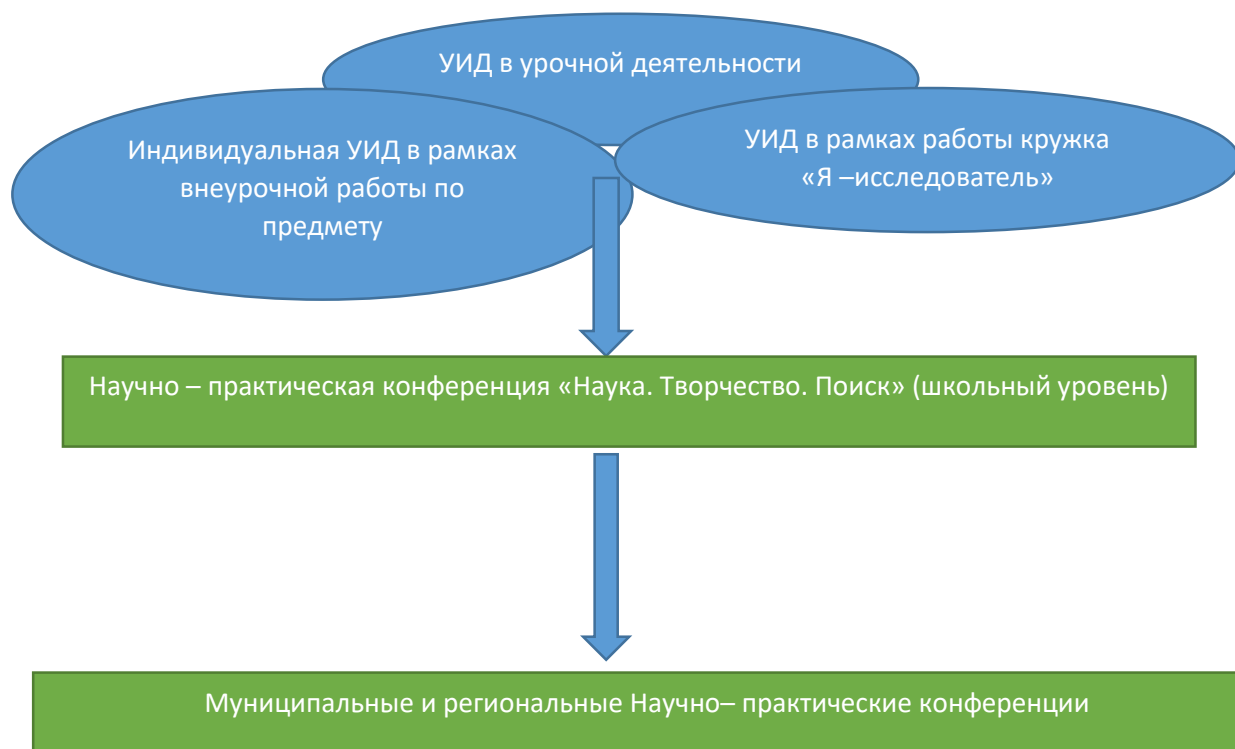 УИД в урочной деятельности
Индивидуальная УИД в рамках
внеурочной работы по
предмету
УИД в рамках работы кружка
«Я –исследователь»
Научно – практическая конференция «Наука. Творчество. Поиск» (школьный уровень)
Муниципальные и региональные Научно– практические конференции